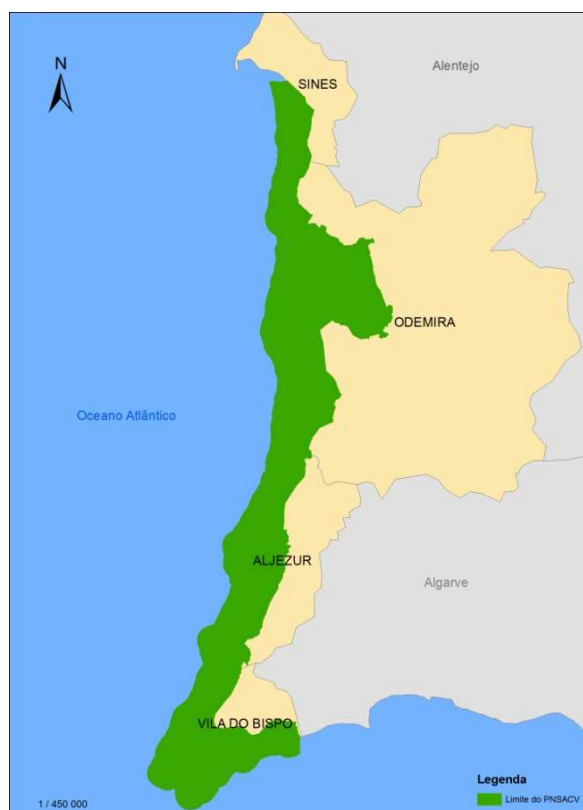 N
SINES
Alentejo
ODEMIRA
Oceano Atlântico
ALJEZUR
Algarve
VILA DO BISPO
Legenda
Limite do PNSACV
1 / 450 000